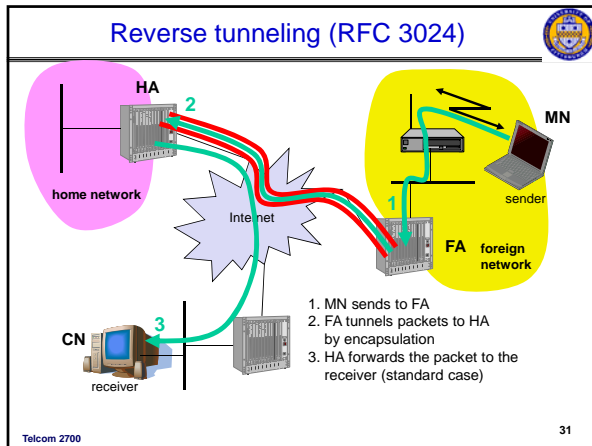 Reverse tunneling (RFC 3024)
HA
2
MN
home network
Internet
sender
1
FA
foreign
network
1. MN sends to FA
2. FA tunnels packets to HA
by encapsulation
3. HA forwards the packet to the
receiver (standard case)
3
CN
receiver
Telcom 2700
31